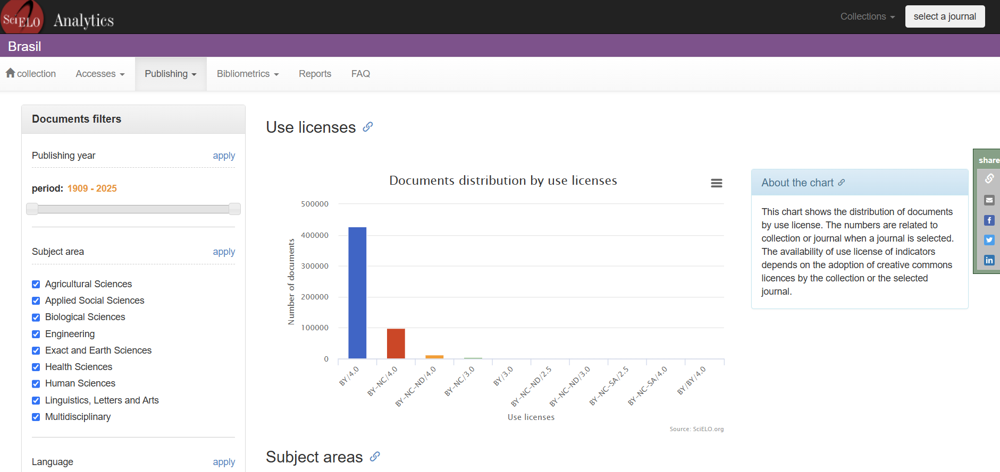 SciELO Analytics
Collections
select a journal
Brasil
collection
Accesses
Publishing
Bibliometrics
Reports
FAQ
Documents filters
Publishing year
apply
period: 1909 - 2025
Subject area
apply
Agricultural Sciences
Applied Social Sciences
Biological Sciences
Engineering
Exact and Earth Sciences
Health Sciences
Human Sciences
Linguistics, Letters and Arts
Multidisciplinary
Language
apply
Use licenses
Documents distribution by use licenses
Number of documents
500000
400000
300000
200000
100000
0
BY/4.0
BY-NC/4.0
BY-NC-ND/4.0
BY-NC/3.0
BY/3.0
BY-NC-ND/2.5
BY-NC-ND/3.0
BY-NC-SA/2.5
BY-NC-SA/4.0
BY/BY/4.0
Use licenses
Source: SciELO.org
About the chart
This chart shows the distribution of documents
by use license. The numbers are related to
collection or journal when a journal is selected.
The availability of use license of indicators
depends on the adoption of creative commons
licences by the collection or the selected
journal.
share
f
in
Subject areas